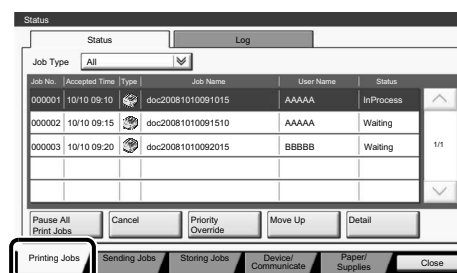 Status
Status Log
Job Type All
Job No. Accepted Time Type Job Name User Name Status
000001 10/10 09:10 doc20081010091015 AAAAA InProcess
000002 10/10 09:15 doc20081010091510 AAAAA Waiting
000003 10/10 09:20 doc20081010092015 BBBBB Waiting
1/1
Pause All
Print Jobs
Cancel
Priority
Override
Move Up
Detail
Printing Jobs
Sending Jobs
Storing Jobs
Device/
Communicate
Paper/
Supplies
Close